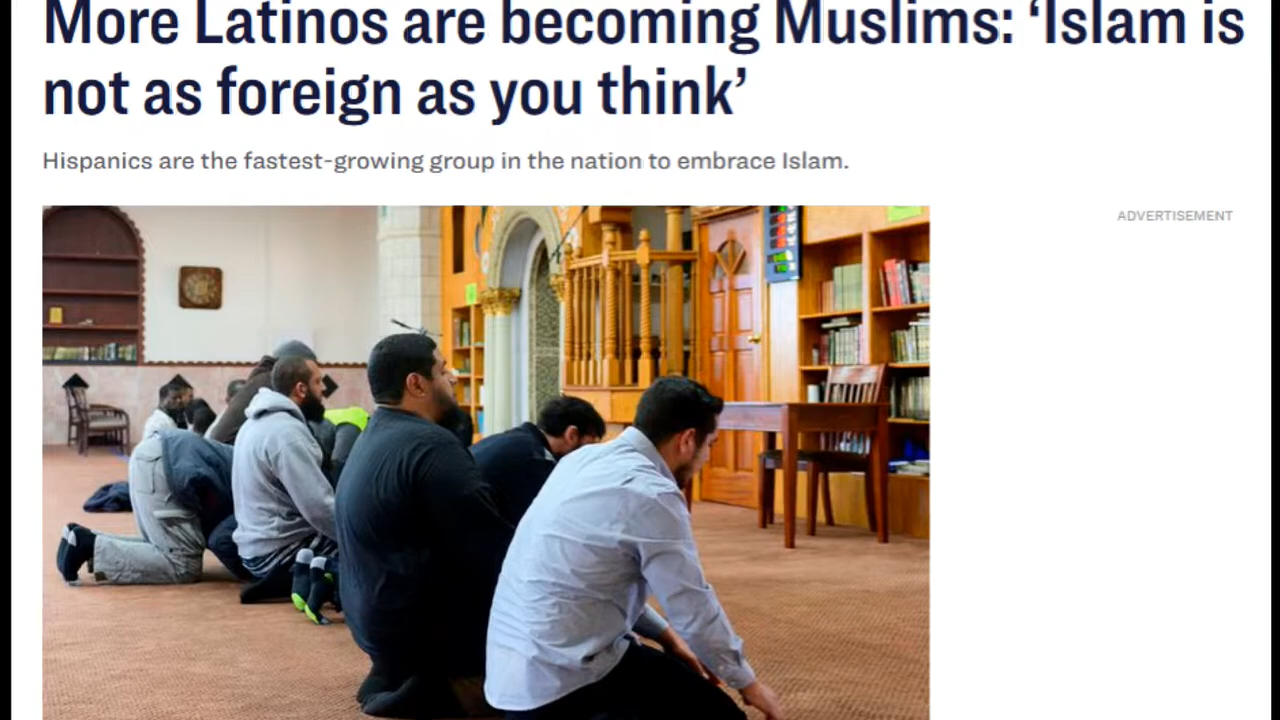 More Latinos are becoming Muslims: ‘Islam is
not as foreign as you think’
Hispanics are the fastest-growing group in the nation to embrace Islam.
ADVERTISEMENT